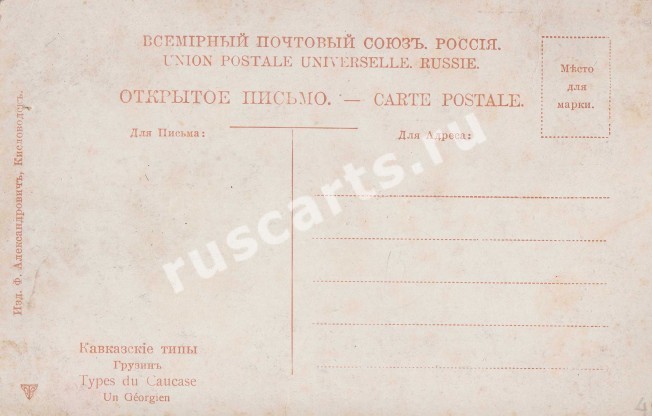 ВСЕМІРНЫЙ ПОЧТОВЫЙ СОЮЗЪ. РОССІЯ.
UNION POSTALE UNIVERSELLE. RUSSIE.
ОТКРЫТОЕ ПИСЬМО. — CARTE POSTALE.
Мѣсто
для
марки.
Для Письма:
Для Адреса:
Изд. Ф. Александровичъ, Кисловодскъ.
ruscarts.ru
Кавказскіе типы
Грузинъ
Types du Caucase
Un Géorgien